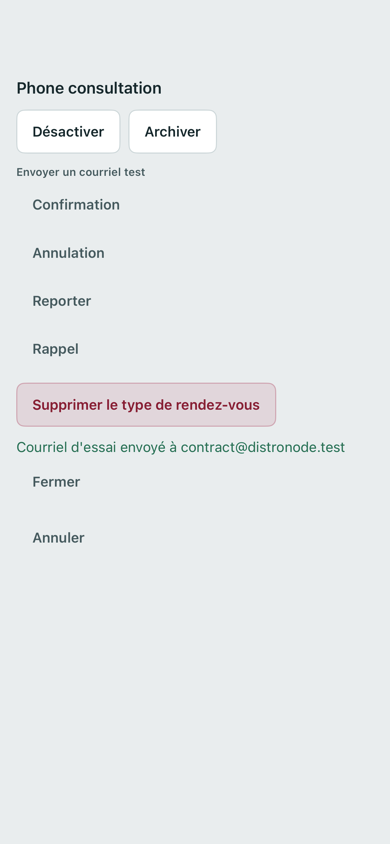 Phone consultation
Désactiver Archiver
Envoyer un courriel test
Confirmation
Annulation
Reporter
Rappel
Supprimer le type de rendez-vous
Courriel d'essai envoyé à contract@distronode.test
Fermer
Annuler